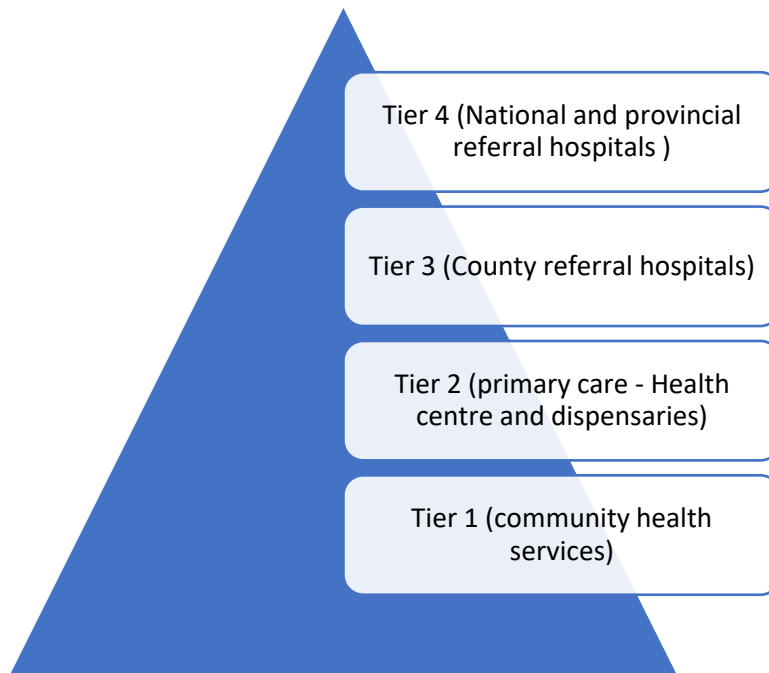 Tier 4 (National and provincial
referral hospitals )
Tier 3 (County referral hospitals)
Tier 2 (primary care - Health
centre and dispensaries)
Tier 1 (community health
services)